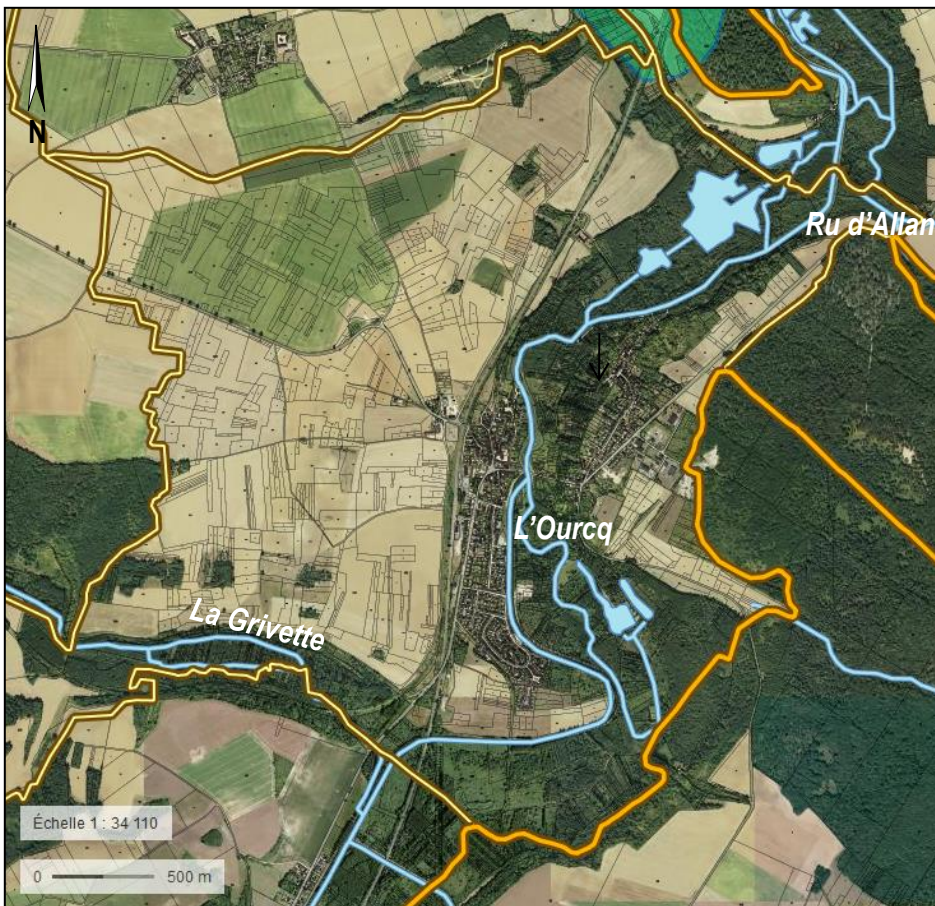 N
Ru d'Allan
L'Ourcq
La Grivette
Échelle 1 : 34 110
0 500 m